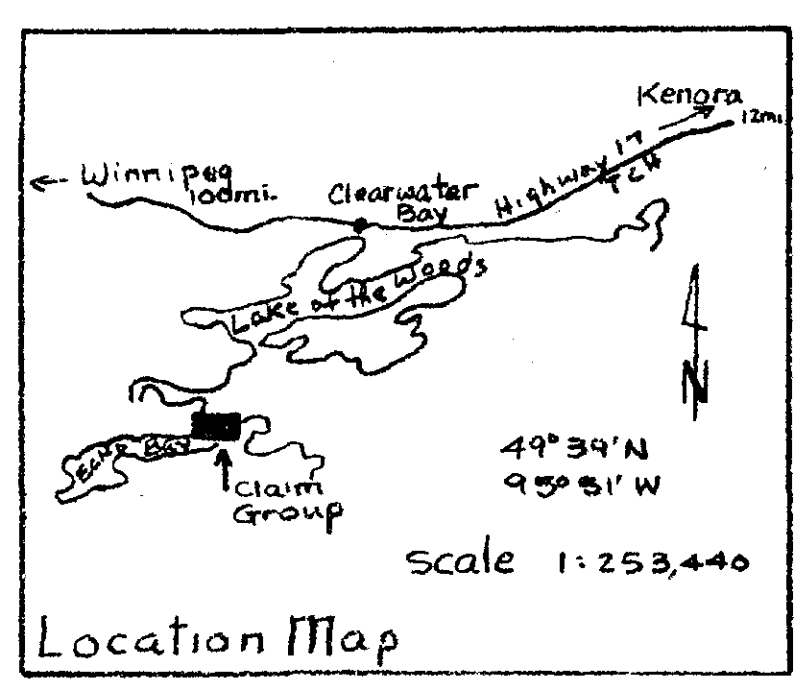 Kenora
12mi.
Highway 17
TCH
← Winnipeg
100mi.
Clearwater
Bay
Lake of the Woods
N
Echo Bay
49° 39' N
95° 51' W
Claim
Group
Scale 1:253,440
Location Map